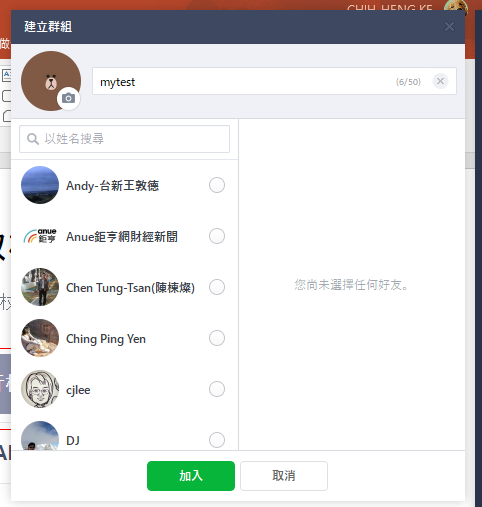 CHIH-HENG KE
建立群組
做
mytest
(6/50)
以姓名搜尋
Andy-台新王敦德
anue
鉅亨
Anue鉅亨網財經新聞
Chen Tung-Tsan(陳棟燦)
Ching Ping Yen
cjlee
DJ
您尚未選擇任何好友。
加入
取消